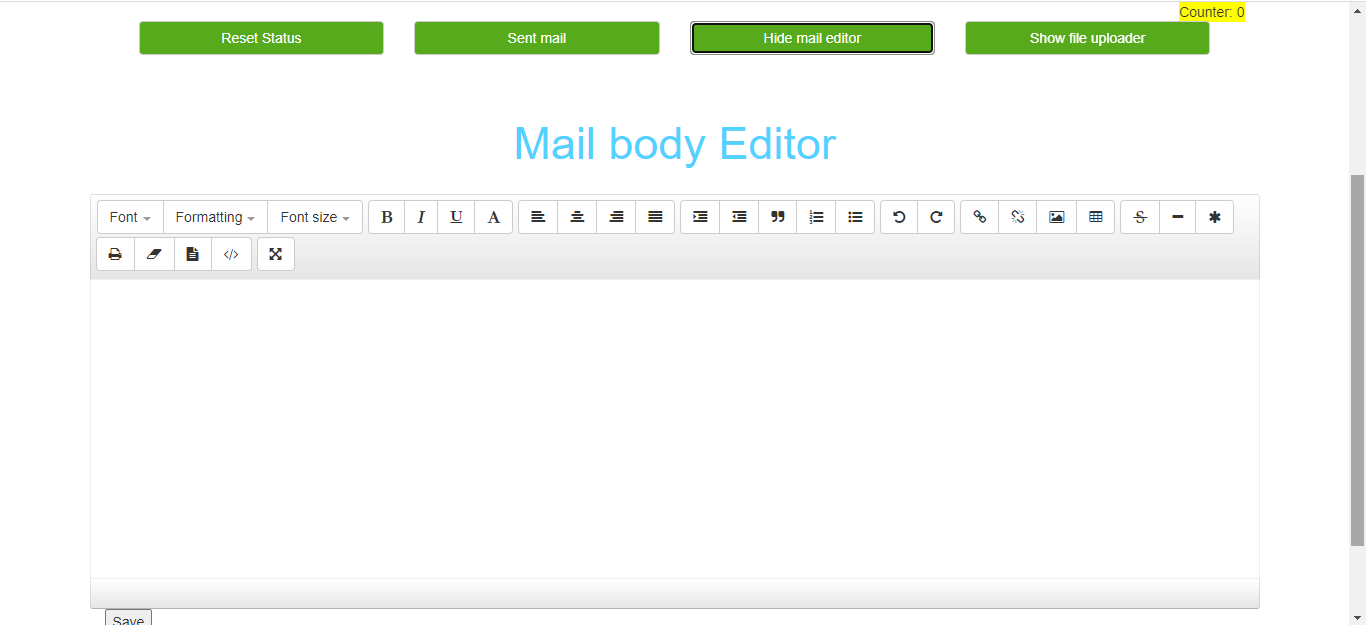 Counter: 0
Reset Status
Sent mail
Hide mail editor
Show file uploader
Mail body Editor
Font
Formatting
Font size
B I U A
S
</>
Save